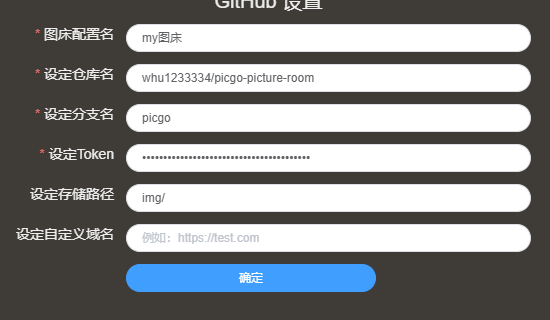 GitHub 设置
* 图床配置名
my图床
* 设定仓库名
whu1233334/picgo-picture-room
* 设定分支名
picgo
* 设定Token
••••••••••••••••••••••••••••••••••••••••
设定存储路径
img/
设定自定义域名
例如：https://test.com
确定